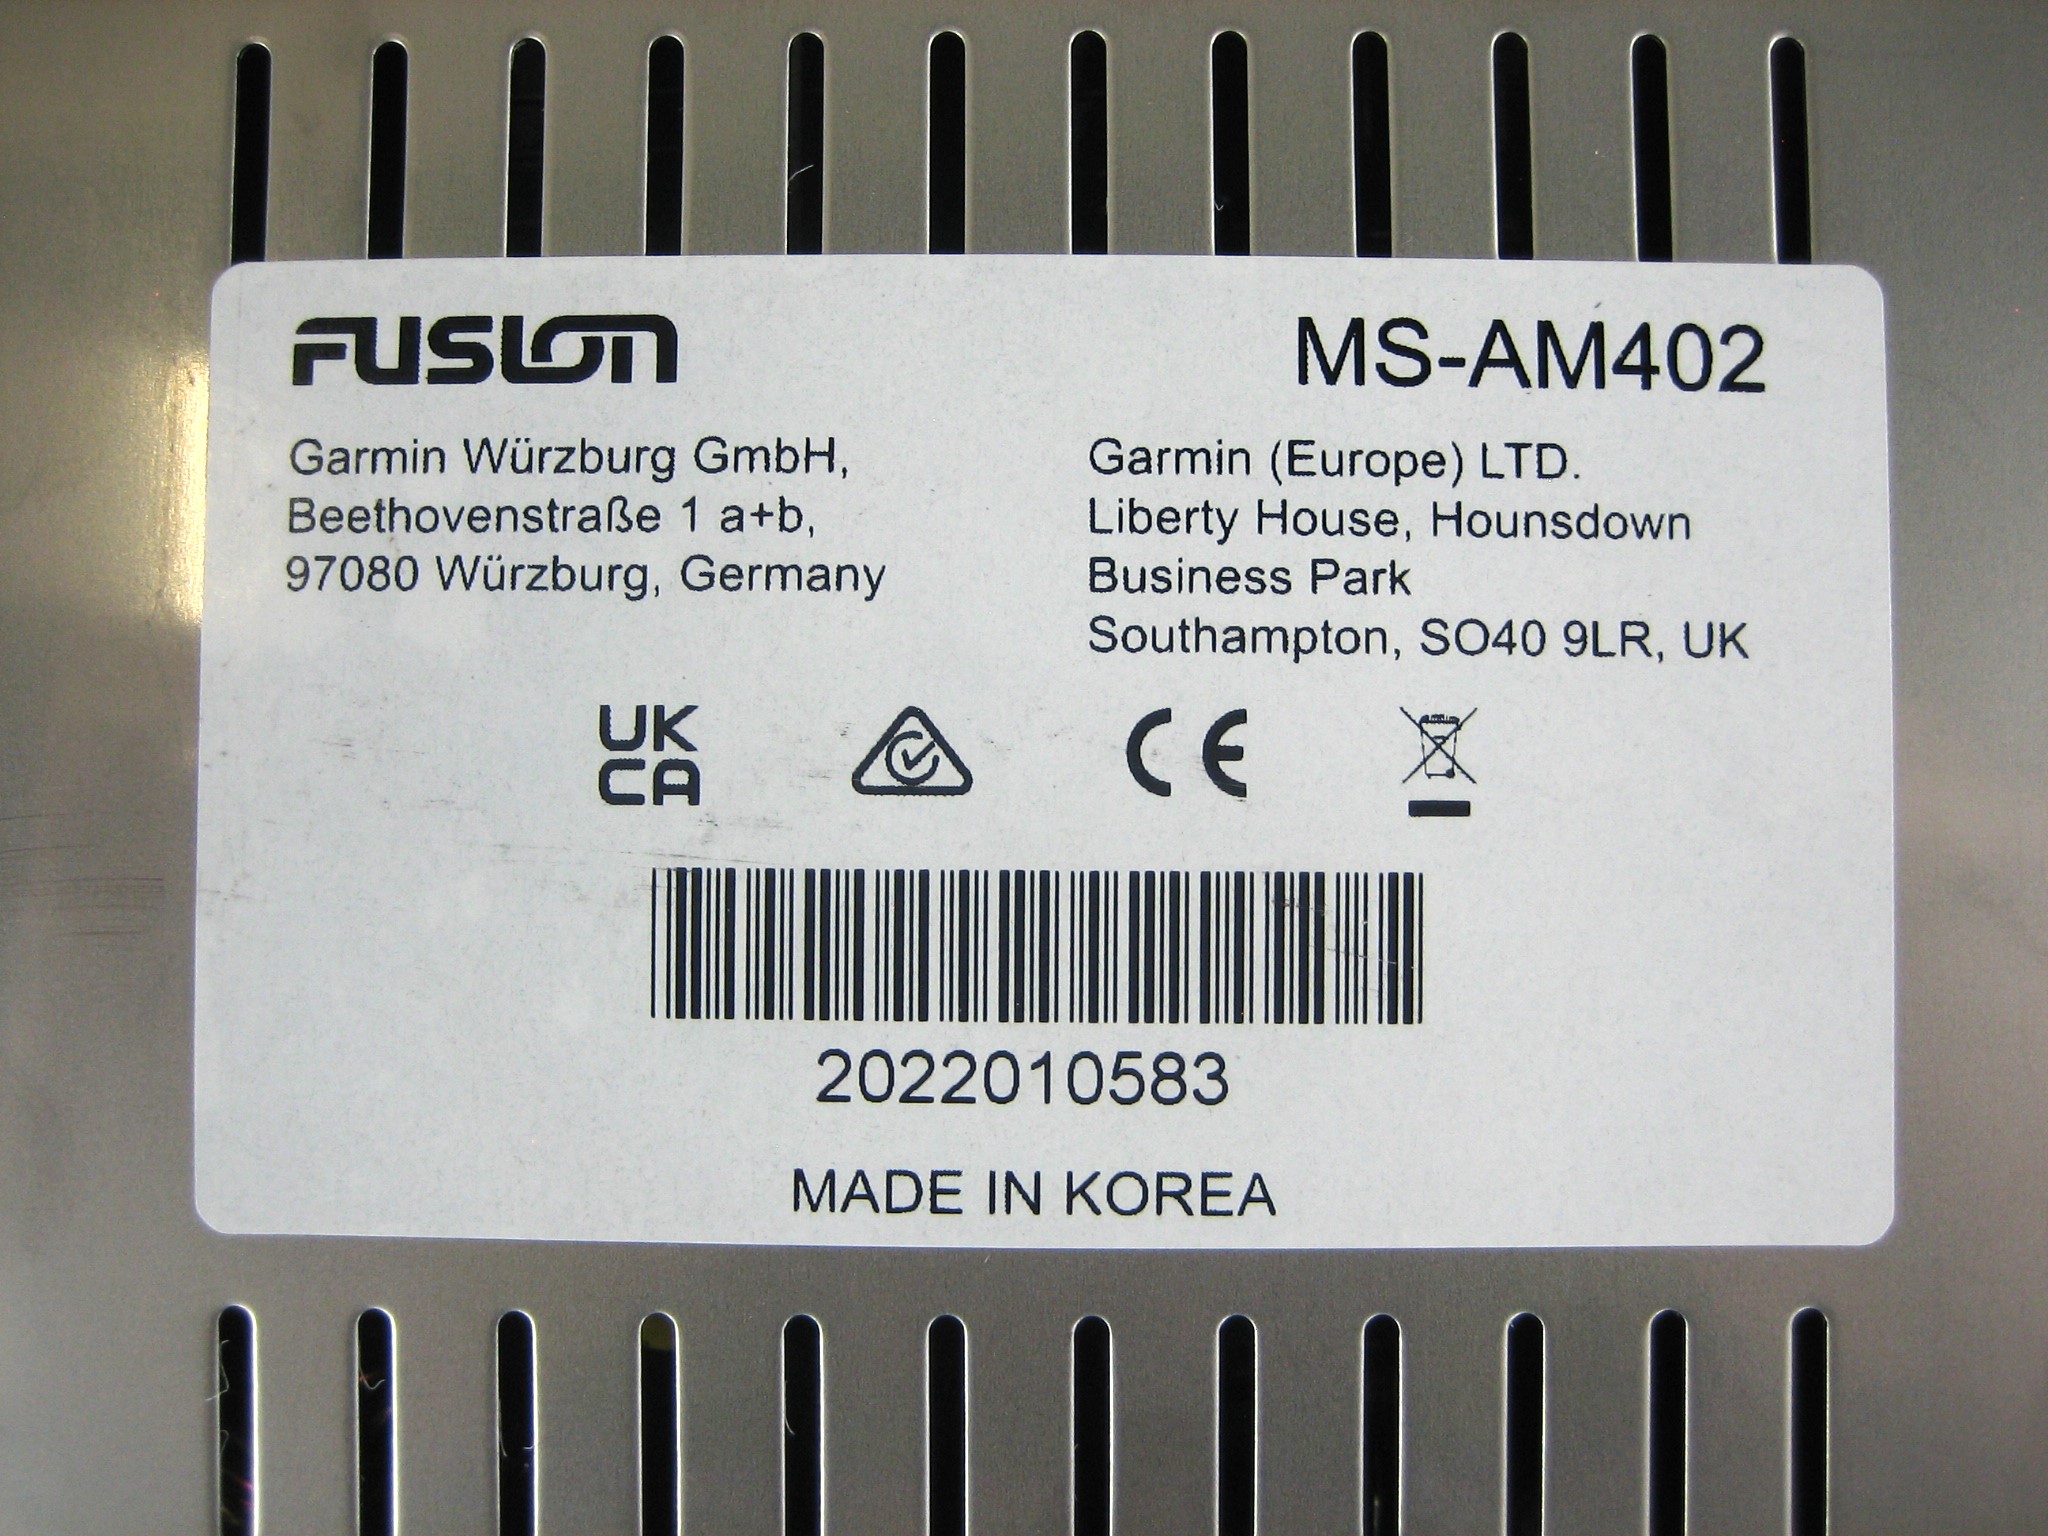 FUSION
MS-AM402
Garmin Würzburg GmbH,
Beethovenstraße 1 a+b,
97080 Würzburg, Germany
Garmin (Europe) LTD.
Liberty House, Hounsdown
Business Park
Southampton, SO40 9LR, UK
UK
CA
CE
2022010583
MADE IN KOREA